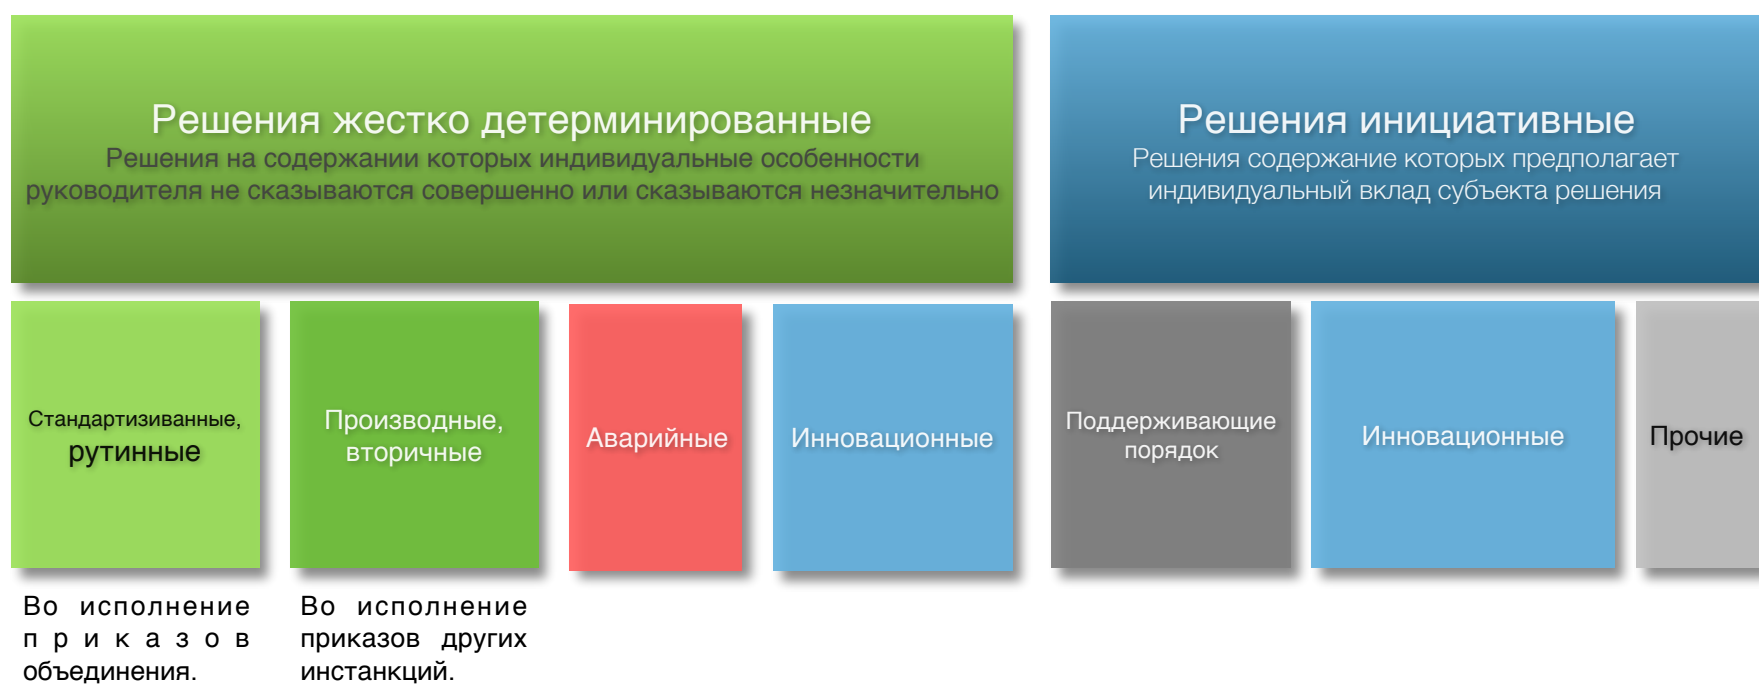 Решения жестко детерминированные
Решения на содержании которых индивидуальные особенности
руководителя не сказываются совершенно или сказываются незначительно
Решения инициативные
Решения содержание которых предполагает
индивидуальный вклад субъекта решения
Стандартизиванные,
рутинные
Производные,
вторичные
Аварийные
Инновационные
Поддерживающие
порядок
Инновационные
Прочие
Во исполнение
приказов
объединения.
Во исполнение
приказов других
инстанкций.